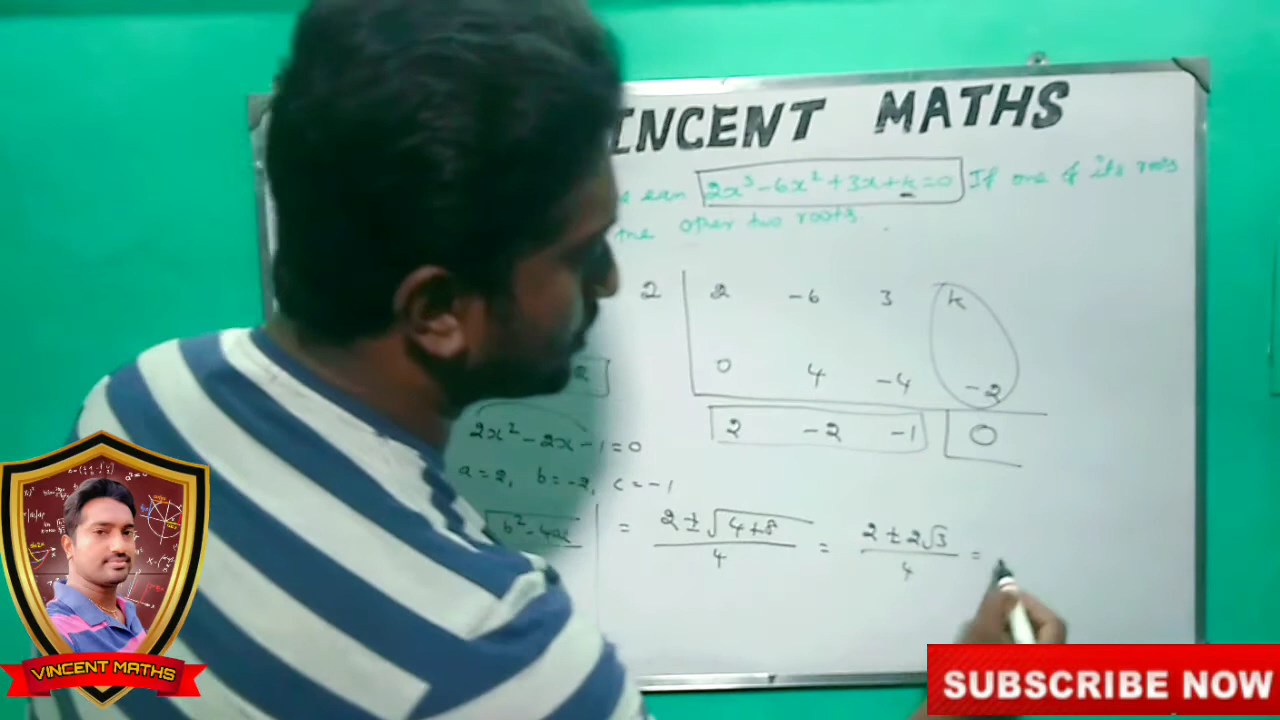 INCENT MATHS
2x³-6x²+3x+k=0 If one of its roots
the other two roots.
2 2 -6 3 k
0 4 -4 -2
2 -2 -1 0
2x²-2x-1=0
a=2, b=-2, c=-1
b²-4ac = 2±√4+8/4 = 2±2√3/4 =
VINCENT MATHS
SUBSCRIBE NOW